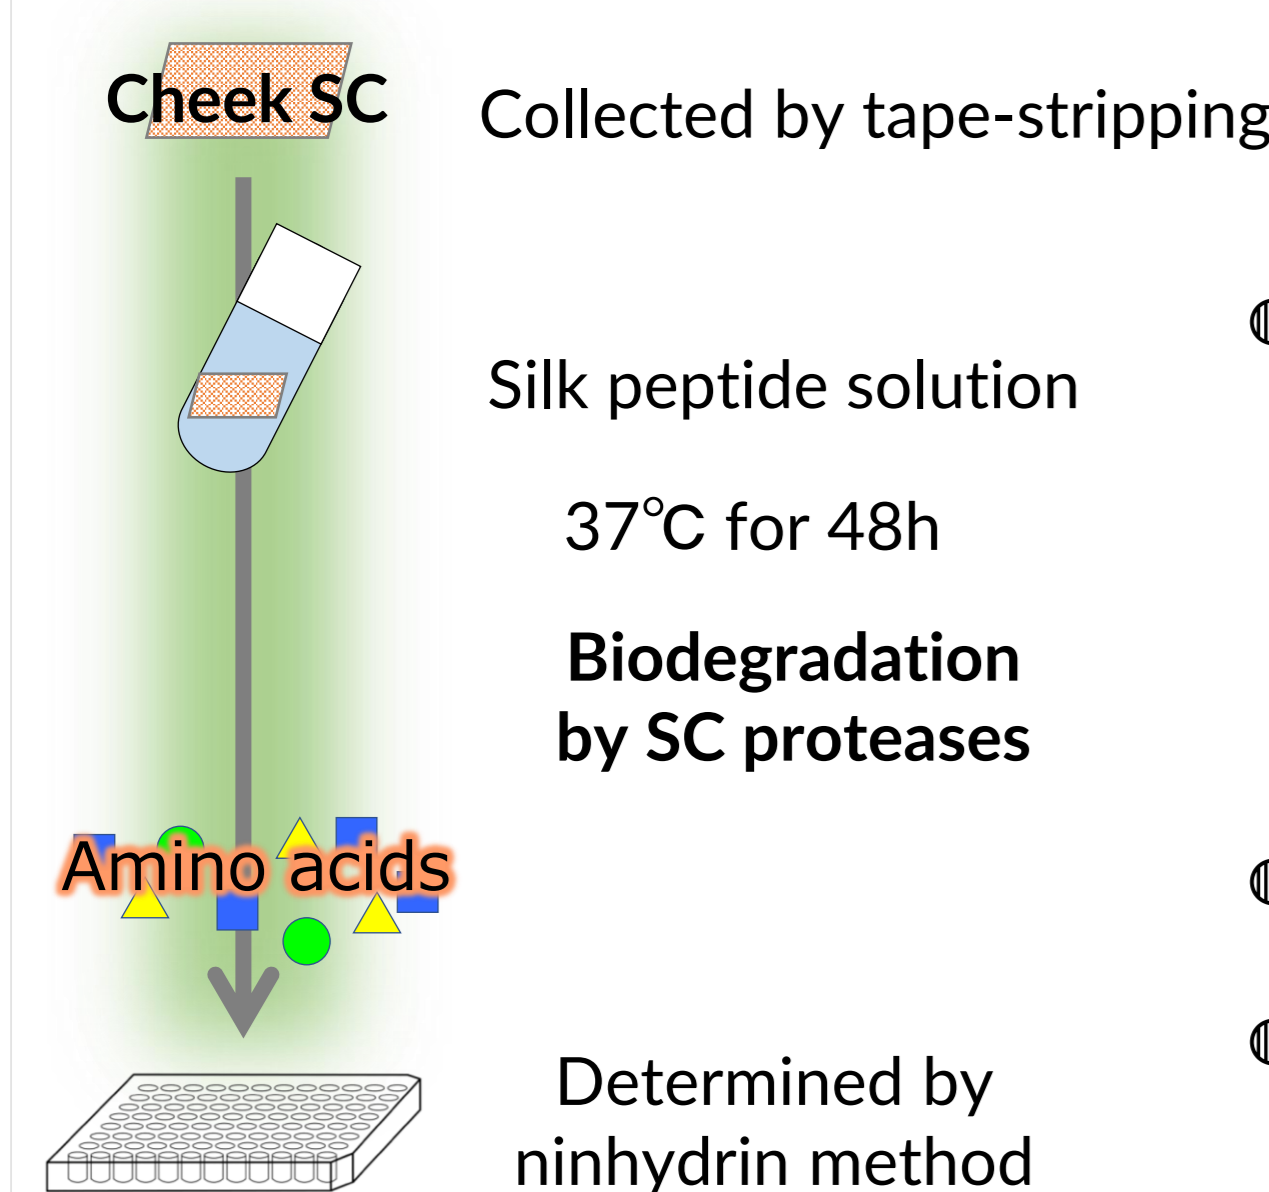 Cheek SC
Collected by tape-stripping
Silk peptide solution
37℃ for 48h
Biodegradation
by SC proteases
Amino acids
Determined by
ninhydrin method